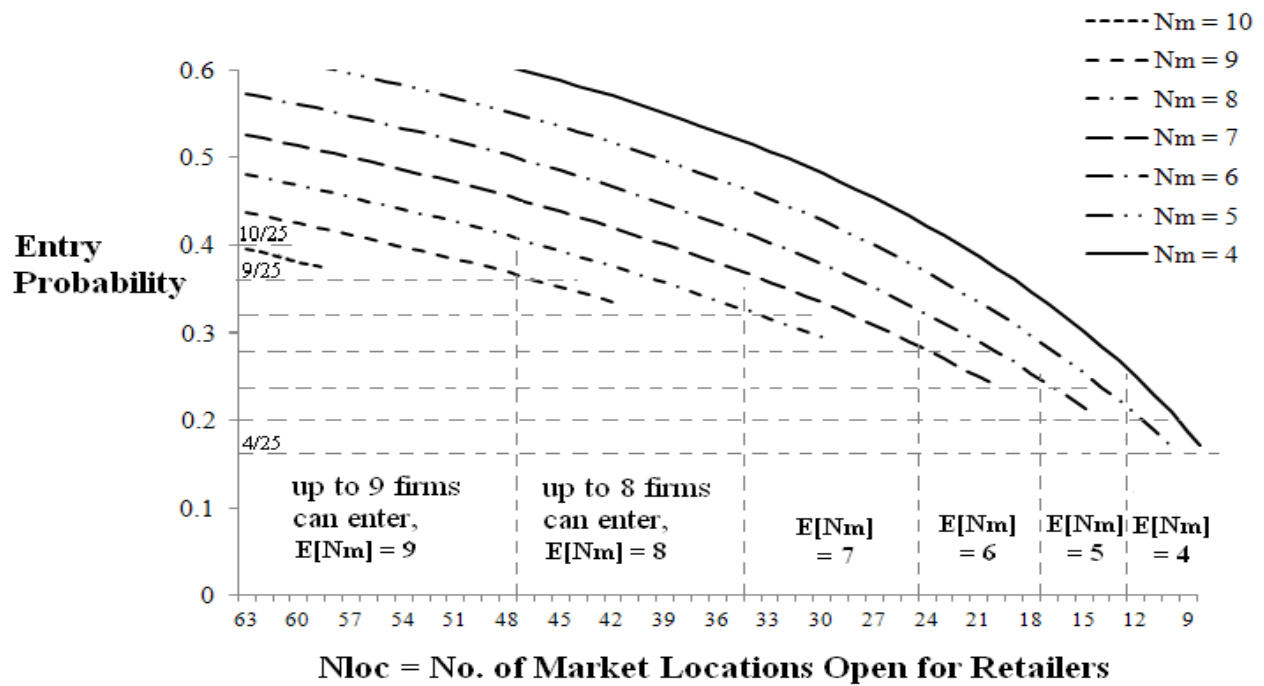 Nm = 10
Nm = 9
Nm = 8
Nm = 7
Nm = 6
Nm = 5
Nm = 4
0.6
0.5
0.4
0.3
0.2
0.1
0
Entry
Probability
10/25
9/25
4/25
up to 9 firms
can enter,
E[Nm] = 9
up to 8 firms
can enter,
E[Nm] = 8
E[Nm]
= 7
E[Nm]
= 6
E[Nm]
= 5
E[Nm]
= 4
63 60 57 54 51 48 45 42 39 36 33 30 27 24 21 18 15 12 9
Nloc = No. of Market Locations Open for Retailers